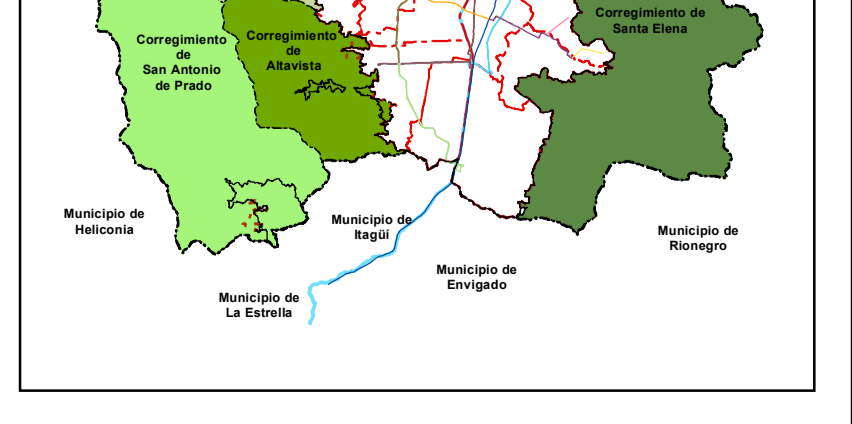 Corregimiento de
Santa Elena
Corregimiento
de
Altavista
Corregimiento
de
San Antonio
de Prado
Municipio de
Heliconia
Municipio de
Itagüí
Municipio de
Rionegro
Municipio de
Envigado
Municipio de
La Estrella